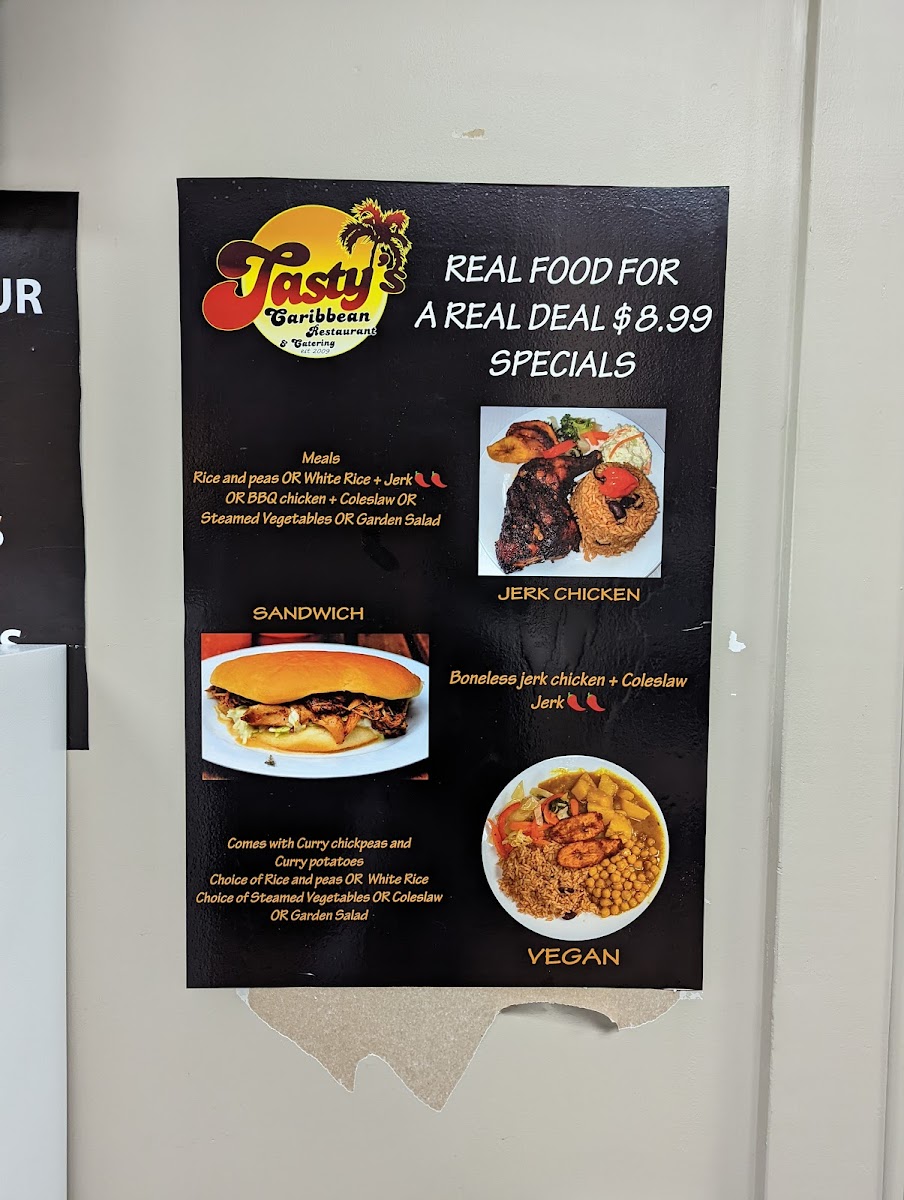 UR
S
Tasty's
Caribbean
Restaurant
& Catering
est 2009
REAL FOOD FOR
A REAL DEAL $8.99
SPECIALS
Meals
Rice and peas OR White Rice + Jerk🌶🌶
OR BBQ chicken + Coleslaw OR
Steamed Vegetables OR Garden Salad
JERK CHICKEN
SANDWICH
Boneless jerk chicken + Coleslaw
Jerk🌶🌶
Comes with Curry chickpeas and
Curry potatoes
Choice of Rice and peas OR White Rice
Choice of Steamed Vegetables OR Coleslaw
OR Garden Salad
VEGAN